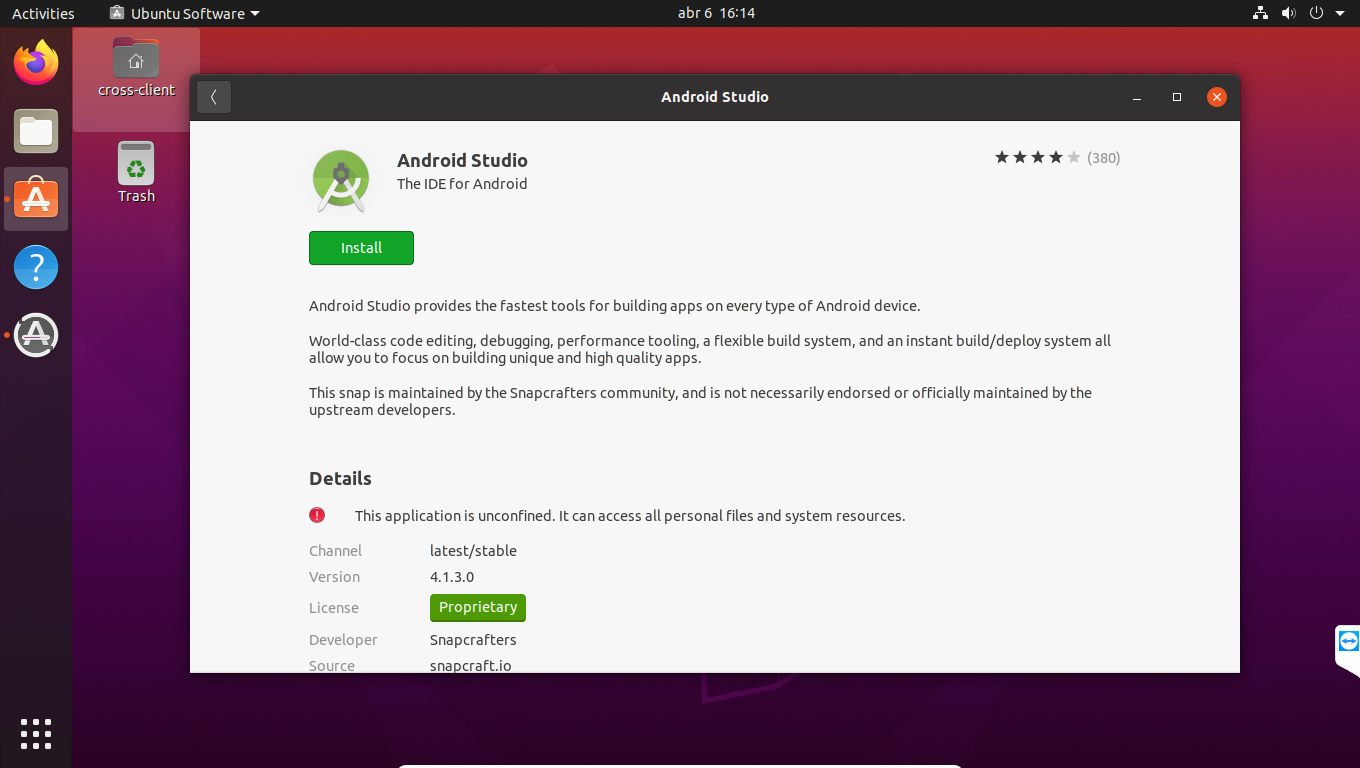 Activities
Ubuntu Software
abr 6 16:14
cross-client
Trash
Android Studio
Android Studio
The IDE for Android
(380)
Install
Android Studio provides the fastest tools for building apps on every type of Android device.
World-class code editing, debugging, performance tooling, a flexible build system, and an instant build/deploy system all
allow you to focus on building unique and high quality apps.
This snap is maintained by the Snapcrafters community, and is not necessarily endorsed or officially maintained by the
upstream developers.
Details
This application is unconfined. It can access all personal files and system resources.
Channel latest/stable
Version 4.1.3.0
License Proprietary
Developer Snapcrafters
Source snapcraft.io